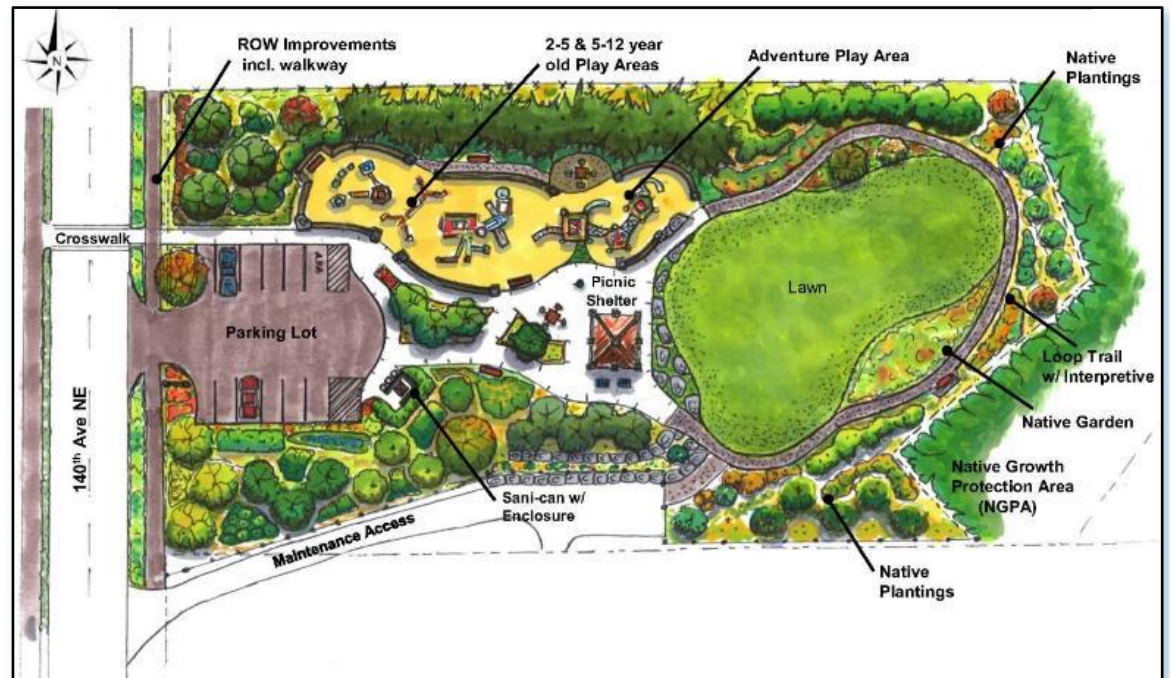 N
ROW Improvements
incl. walkway
2-5 & 5-12 year
old Play Areas
Adventure Play Area
Native
Plantings
Crosswalk
Picnic
Shelter
Lawn
Parking Lot
Loop Trail
w/ Interpretive
Native Garden
140th Ave NE
Native Growth
Protection Area
(NGPA)
Sani-can w/
Enclosure
Maintenance Access
Native
Plantings